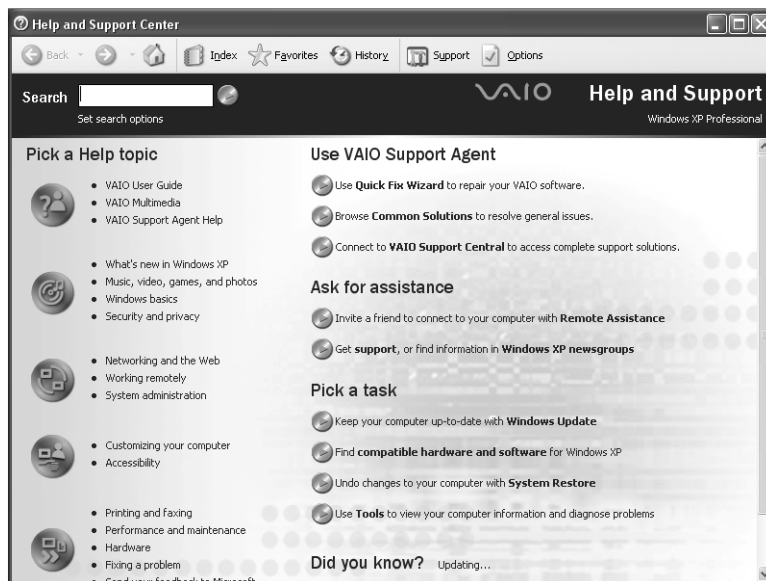 Help and Support Center
Back
Index
Favorites
History
Support
Options
Search
Set search options
VAIO
Help and Support
Windows XP Professional
Pick a Help topic
• VAIO User Guide
• VAIO Multimedia
• VAIO Support Agent Help
• What's new in Windows XP
• Music, video, games, and photos
• Windows basics
• Security and privacy
• Networking and the Web
• Working remotely
• System administration
• Customizing your computer
• Accessibility
• Printing and faxing
• Performance and maintenance
• Hardware
• Fixing a problem
• Send your feedback to Microsoft
Use VAIO Support Agent
Use Quick Fix Wizard to repair your VAIO software.
Browse Common Solutions to resolve general issues.
Connect to VAIO Support Central to access complete support solutions.
Ask for assistance
Invite a friend to connect to your computer with Remote Assistance
Get support, or find information in Windows XP newsgroups
Pick a task
Keep your computer up-to-date with Windows Update
Find compatible hardware and software for Windows XP
Undo changes to your computer with System Restore
Use Tools to view your computer information and diagnose problems
Did you know? Updating...